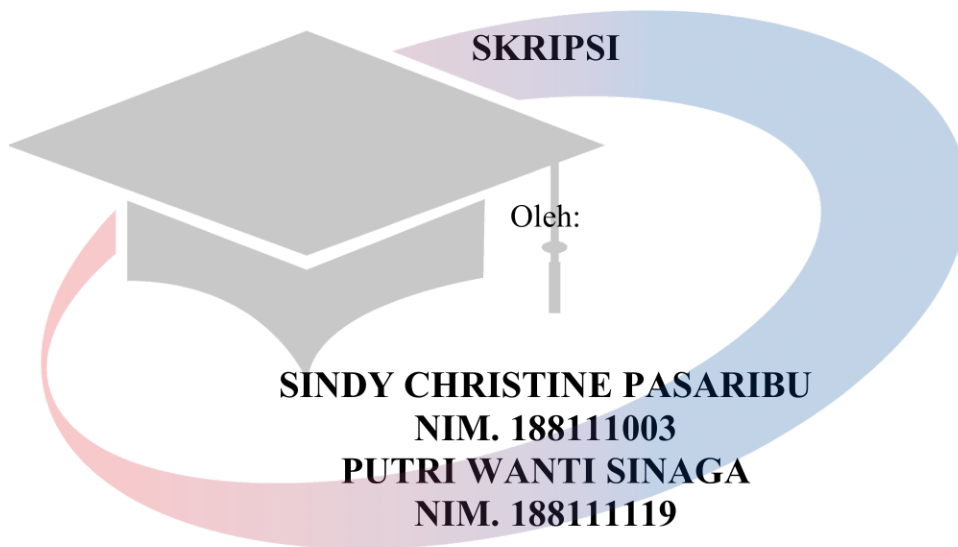 SKRIPSI
Oleh:
SINDY CHRISTINE PASARIBU
NIM. 188111003
PUTRI WANTI SINAGA
NIM. 188111119